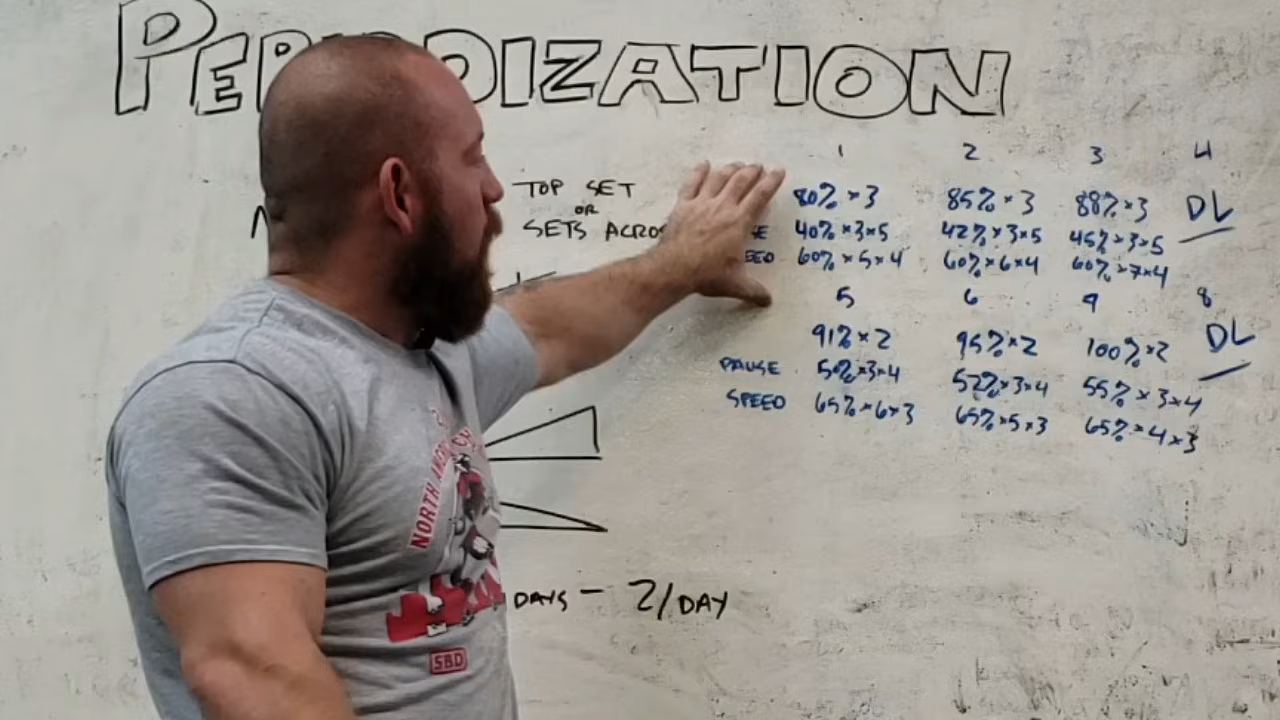 PERIODIZATION
1 2 3 4
TOP SET
OR
SETS ACROS
80% × 3 85% × 3 88% × 3 DL
40% × 3 × 5 42% × 3 × 5 45% × 3 × 5
60% × 5 × 4 60% × 6 × 4 60% × 7 × 4
5 6 9 8
91% × 2 95% × 2 100% × 2 DL
PAUSE 50% × 3 × 4 52% × 3 × 4 55% × 3 × 4
SPEED 65% × 6 × 3 65% × 5 × 3 65% × 4 × 3
DAYS - 2/DAY
NORTH
SBD